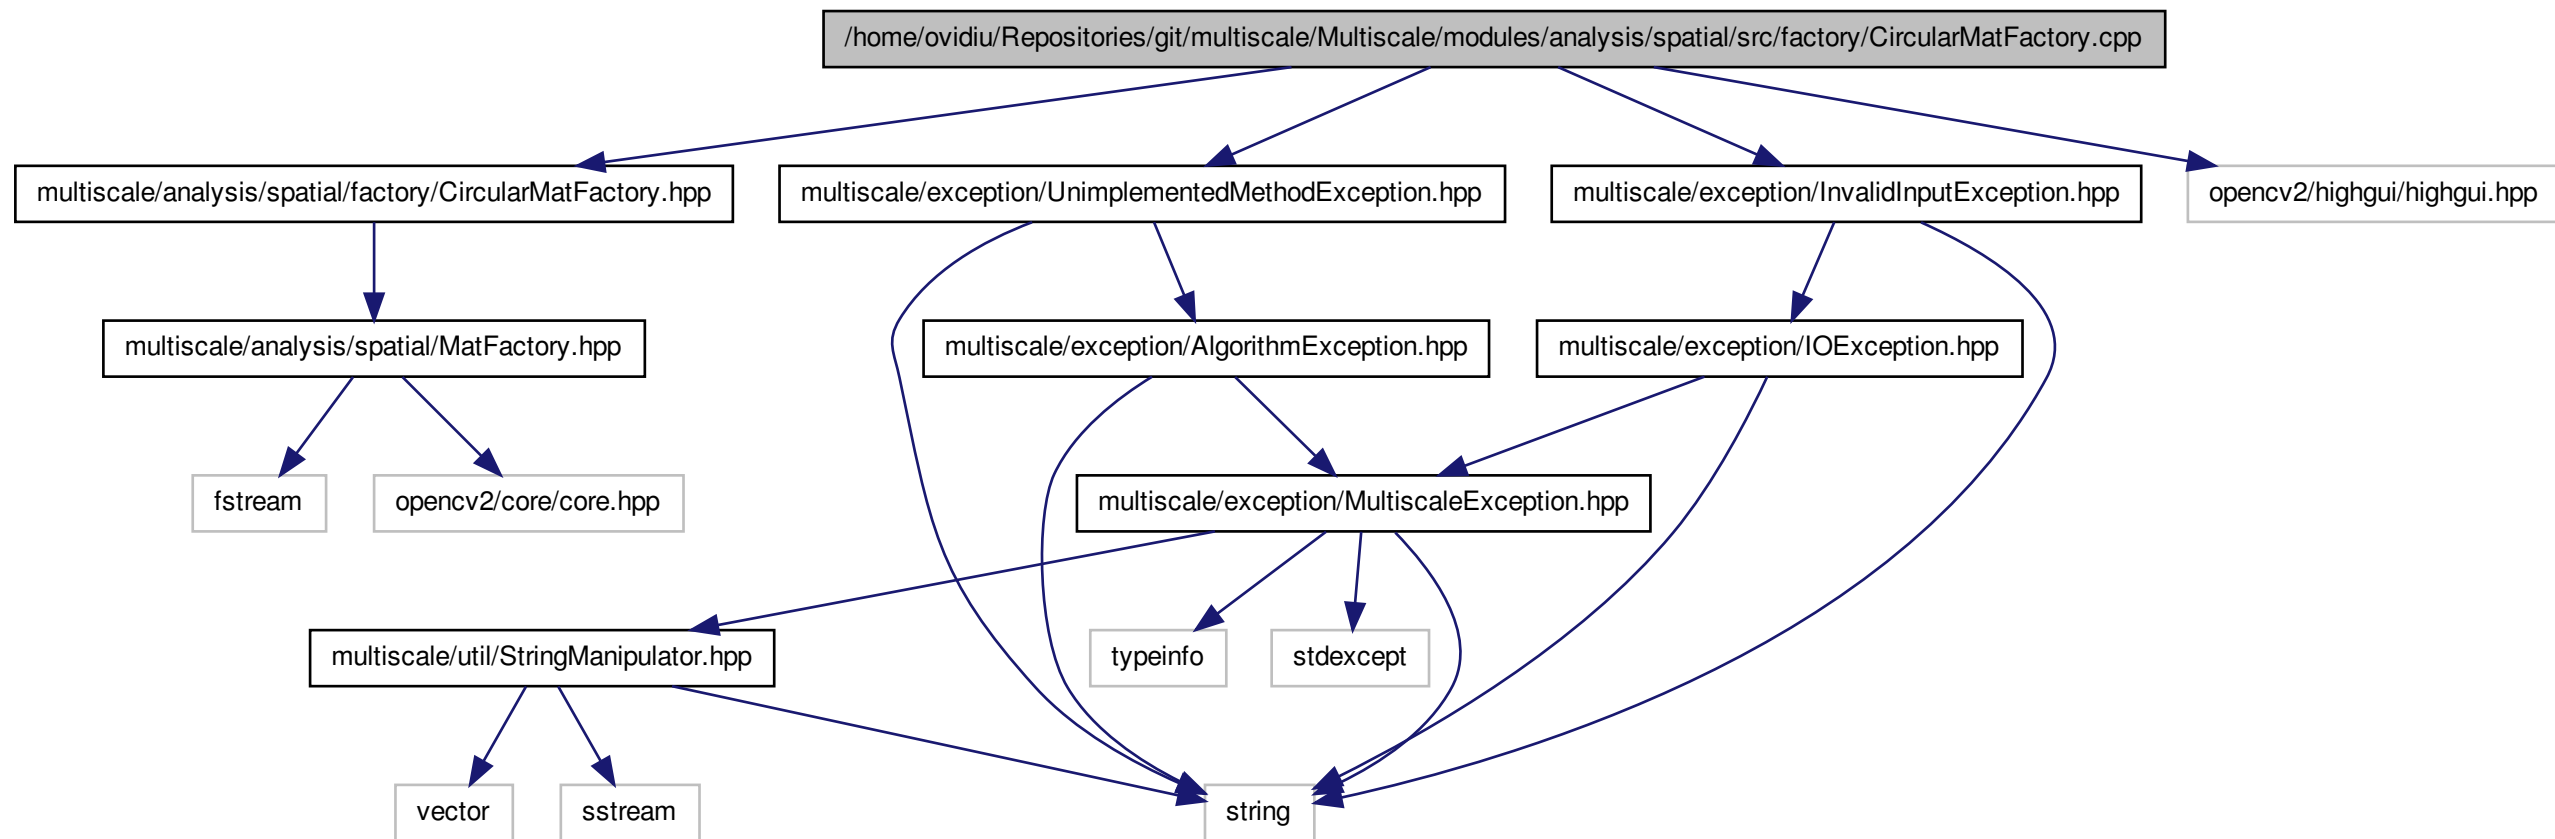 /home/ovidiu/Repositories/git/multiscale/Multiscale/modules/analysis/spatial/src/factory/CircularMatFactory.cpp
multiscale/analysis/spatial/factory/CircularMatFactory.hpp
multiscale/exception/UnimplementedMethodException.hpp
multiscale/exception/InvalidInputException.hpp
opencv2/highgui/highgui.hpp
multiscale/analysis/spatial/MatFactory.hpp
multiscale/exception/AlgorithmException.hpp
multiscale/exception/IOException.hpp
fstream
opencv2/core/core.hpp
multiscale/exception/MultiscaleException.hpp
multiscale/util/StringManipulator.hpp
typeinfo
stdexcept
vector
sstream
string